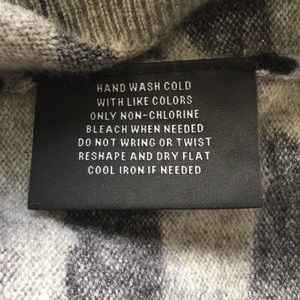 HAND WASH COLD
WITH LIKE COLORS
ONLY NON-CHLORINE
BLEACH WHEN NEEDED
DO NOT WRING OR TWIST
RESHAPE AND DRY FLAT
COOL IRON IF NEEDED